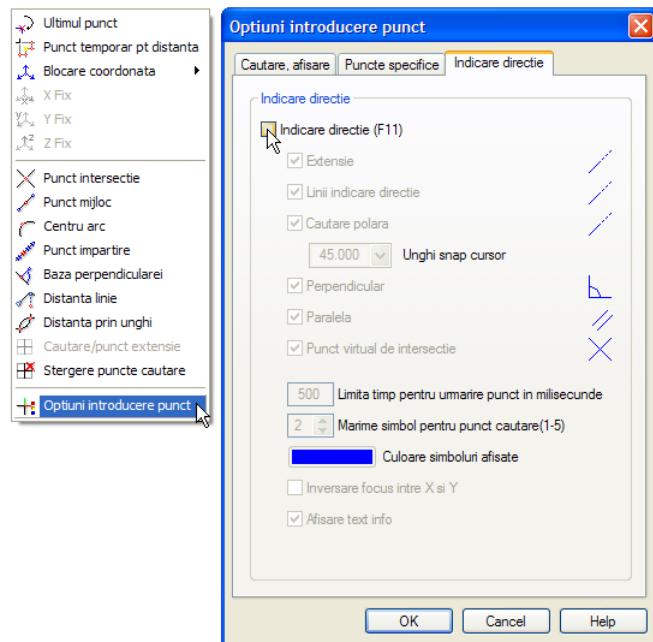 Ultimul punct
Punct temporar pt distanta
Blocare coordonata
X Fix
Y Fix
Z Fix
Punct intersectie
Punct mijloc
Centru arc
Punct impartire
Baza perpendicularei
Distanta linie
Distanta prin unghi
Cautare/punct extensie
Stergere puncte cautare
Optiuni introducere punct
Optiuni introducere punct
Cautare, afisare
Puncte specifice
Indicare directie
Indicare directie
Indicare directie (F11)
Extensie
Linii indicare directie
Cautare polara
45.000 Unghi snap cursor
Perpendicular
Paralela
Punct virtual de intersectie
500 Limita timp pentru urmarire punct in milisecunde
2 Marime simbol pentru punct cautare(1-5)
Culoare simboluri afisate
Inversare focus intre X si Y
Afisare text info
OK Cancel Help